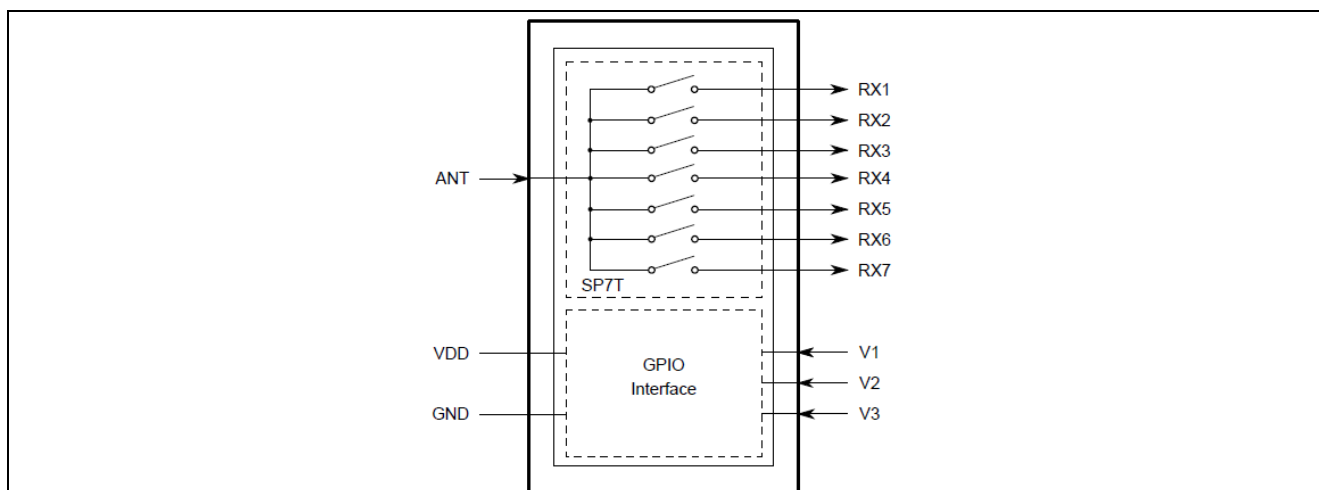 RX1
RX2
RX3
ANT
RX4
RX5
RX6
RX7
SP7T
VDD
GPIO
Interface
V1
V2
GND
V3